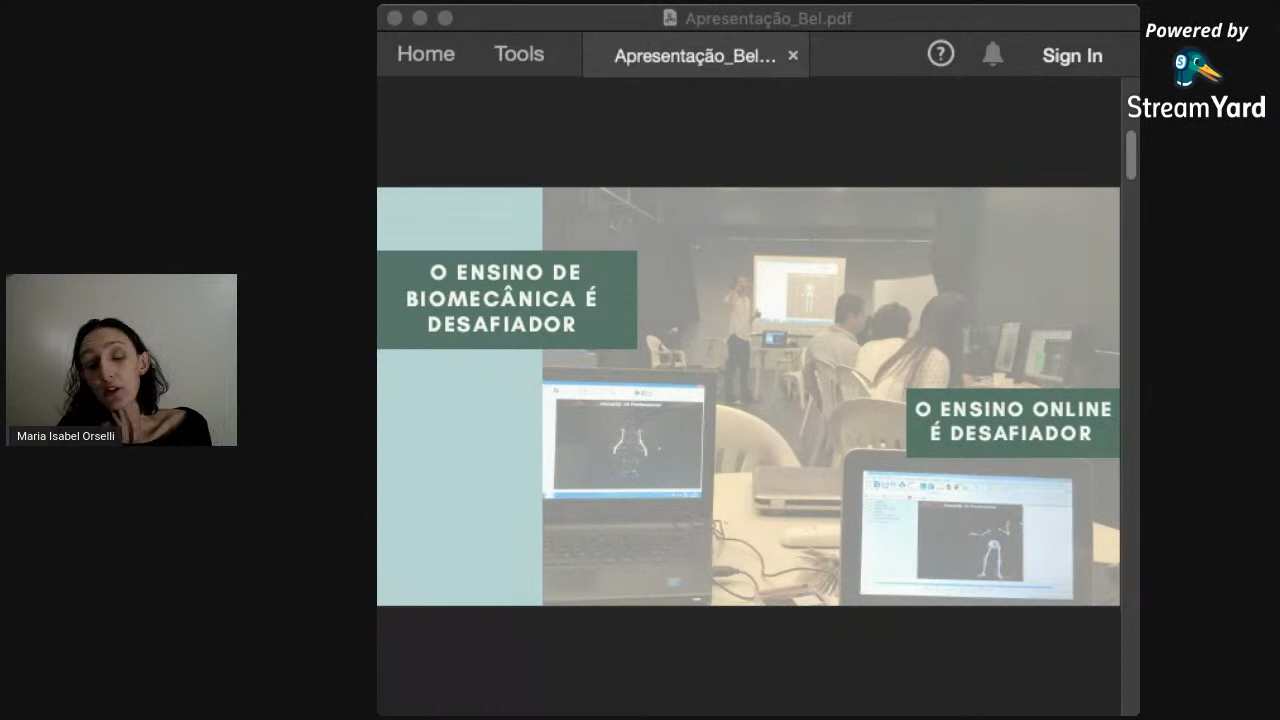 Apresentação_Bel.pdf
Home
Tools
Apresentação_Bel...
Sign In
Powered by
StreamYard
O ENSINO DE
BIOMECÂNICA É
DESAFIADOR
O ENSINO ONLINE
É DESAFIADOR
Maria Isabel Orselli